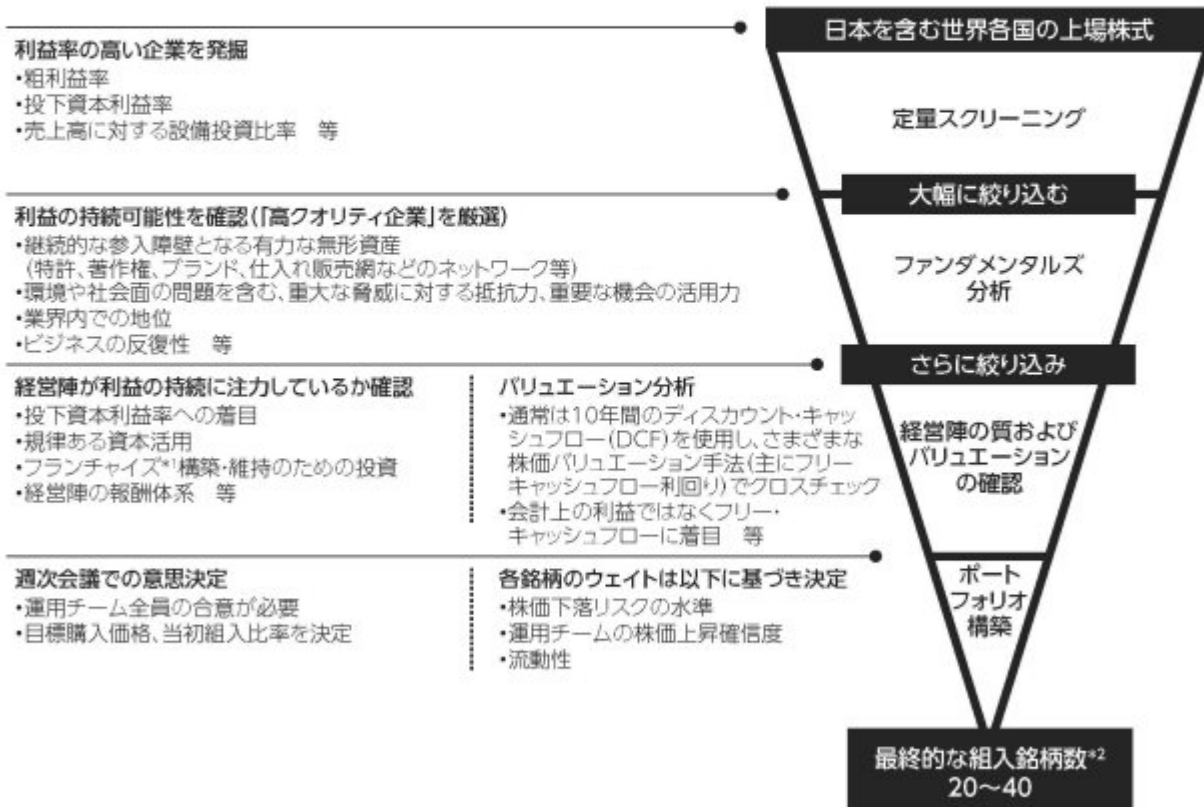 日本を含む世界各国の上場株式
利益率の高い企業を発掘
・粗利益率
・投下資本利益率
・売上高に対する設備投資比率 等
定量スクリーニング
大幅に絞り込む
利益の持続可能性を確認(「高クオリティ企業」を厳選)
・継続的な参入障壁となる有力な無形資産
(特許、著作権、ブランド、仕入れ販売網などのネットワーク等)
・環境や社会面の問題を含む、重大な脅威に対する抵抗力、重要な機会の活用力
・業界内での地位
・ビジネスの反復性 等
ファンダメンタルズ
分析
さらに絞り込み
経営陣が利益の持続に注力しているか確認
・投下資本利益率への着目
・規律ある資本活用
・フランチャイズ*1構築・維持のための投資
・経営陣の報酬体系 等
バリュエーション分析
・通常は10年間のディスカウント・キャッ
シュフロー(DCF)を使用し、さまざまな
株価バリュエーション手法(主にフリー
キャッシュフロー利回り)でクロスチェック
・会計上の利益ではなくフリー・
キャッシュフローに着目 等
経営陣の質および
バリュエーション
の確認
週次会議での意思決定
・運用チーム全員の合意が必要
・目標購入価格、当初組入比率を決定
各銘柄のウェイトは以下に基づき決定
・株価下落リスクの水準
・運用チームの株価上昇確信度
・流動性
ポート
フォリオ
構築
最終的な組入銘柄数*2
20〜40